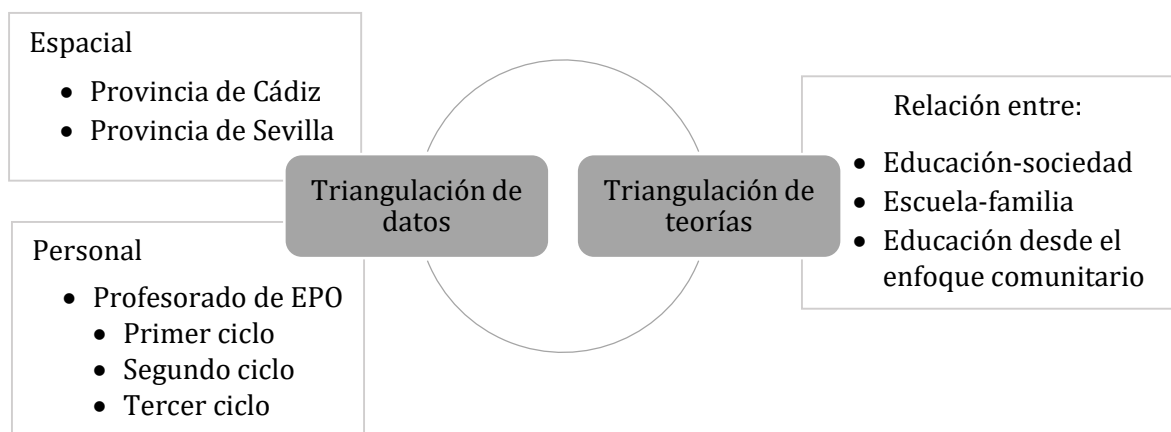 Espacial
• Provincia de Cádiz
• Provincia de Sevilla
Personal
• Profesorado de EPO
• Primer ciclo
• Segundo ciclo
• Tercer ciclo
Triangulación de
datos
Triangulación de
teorías
Relación entre:
• Educación-sociedad
• Escuela-familia
• Educación desde el
enfoque comunitario